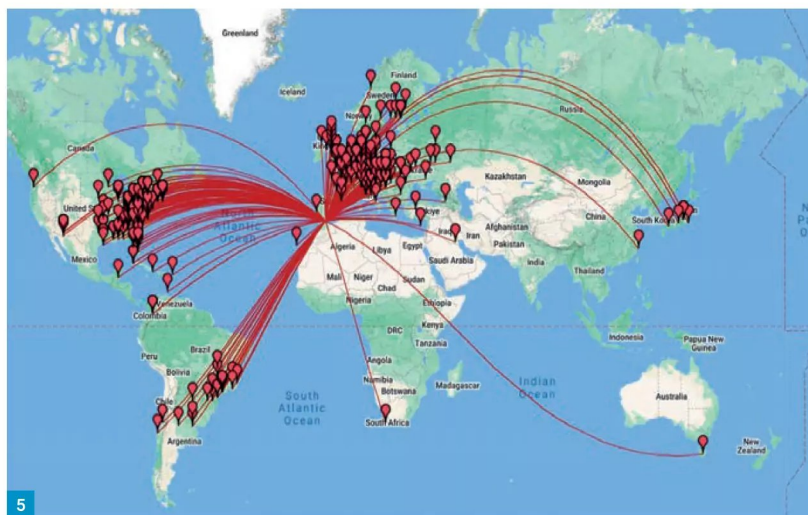 Greenland
Iceland
Finland
Sweden
Norway
Russia
Canada
Kazakhstan
Mongolia
North
Atlantic
Ocean
South Korea
China
Afghanistan
Iraq
Iran
Pakistan
Algeria
Libya
Egypt
Saudi Arabia
India
Mexico
Mali
Niger
Chad
Sudan
Thailand
Nigeria
Ethiopia
Venezuela
Colombia
Kenya
DRC
Tanzania
Indonesia
Papua New
Guinea
Peru
Brazil
Bolivia
Angola
Namibia
Botswana
Madagascar
Indian
Ocean
South
Atlantic
Ocean
Chile
Australia
South Africa
Argentina
New
Zealand
5